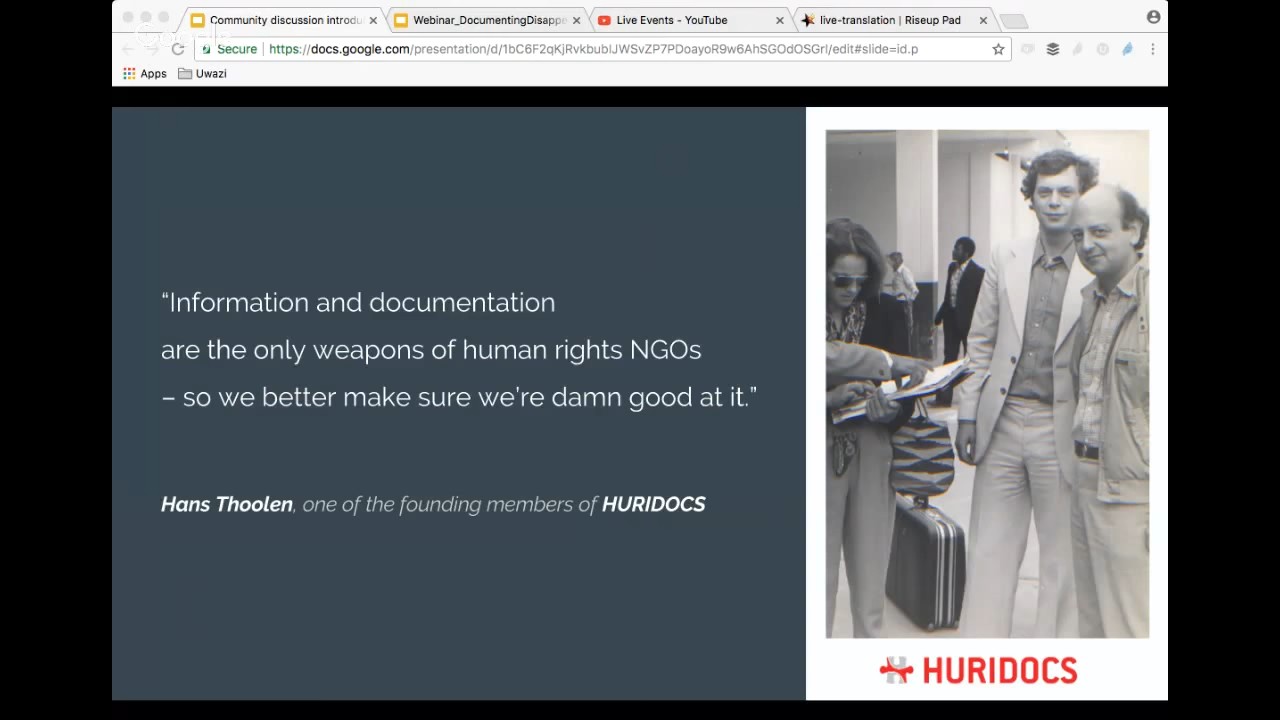 Community discussion introdu
Webinar_DocumentingDisappe
Live Events - YouTube
live-translation | Riseup Pad
Secure
https://docs.google.com/presentation/d/1bC6F2qKjRvkbublJWSvZP7PDoayoR9w6AhSGOdOSGrI/edit#slide=id.p
Apps
Uwazi
“Information and documentation
are the only weapons of human rights NGOs
– so we better make sure we’re damn good at it.”
Hans Thoolen, one of the founding members of HURIDOCS
HURIDOCS